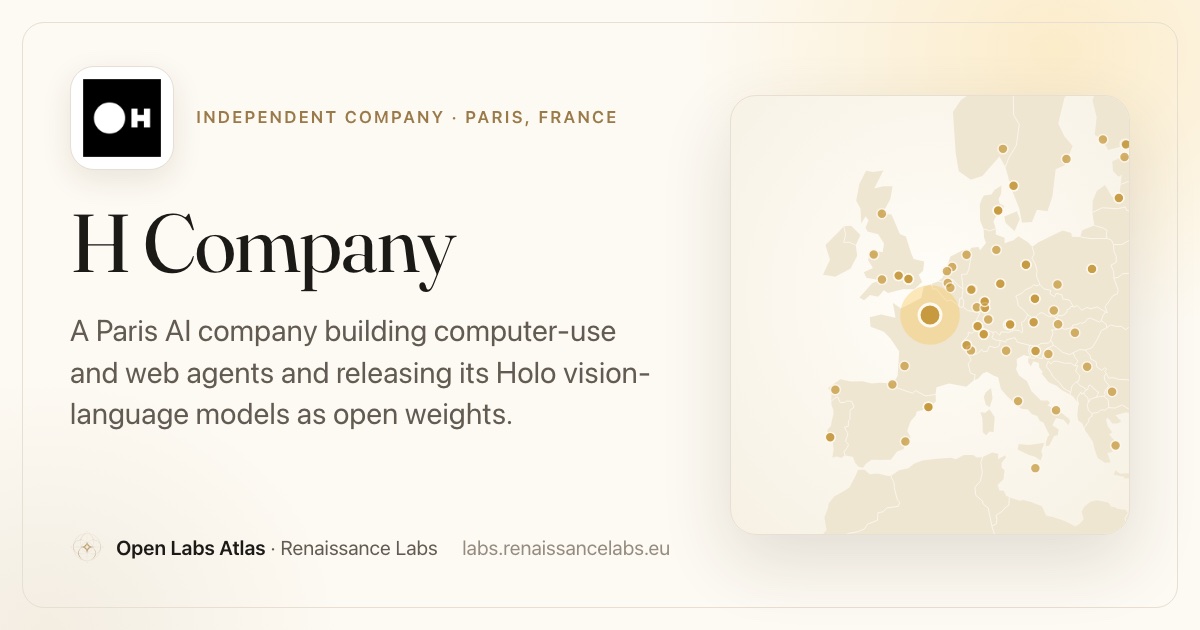 H
INDEPENDENT COMPANY · PARIS, FRANCE
H Company
A Paris AI company building computer-use
and web agents and releasing its Holo vision-
language models as open weights.
Open Labs Atlas · Renaissance Labs labs.renaissancelabs.eu